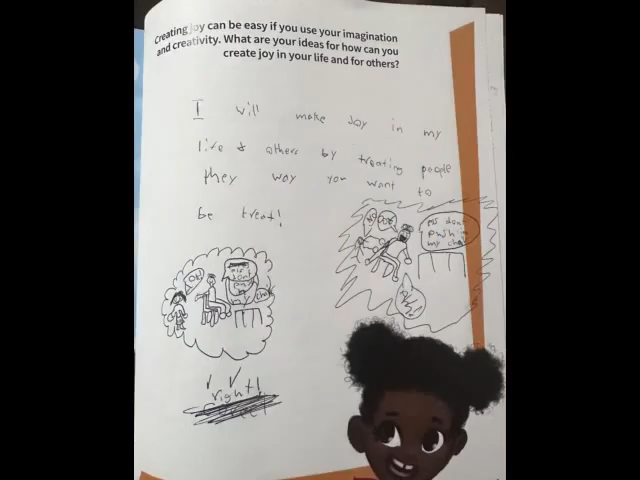 Creating joy can be easy if you use your imagination
and creativity. What are your ideas for how can you
create joy in your life and for others?
I will make Joy in my
life & others by treating people
they way you want to
be treat!
pls dont
push in
my chair
right!